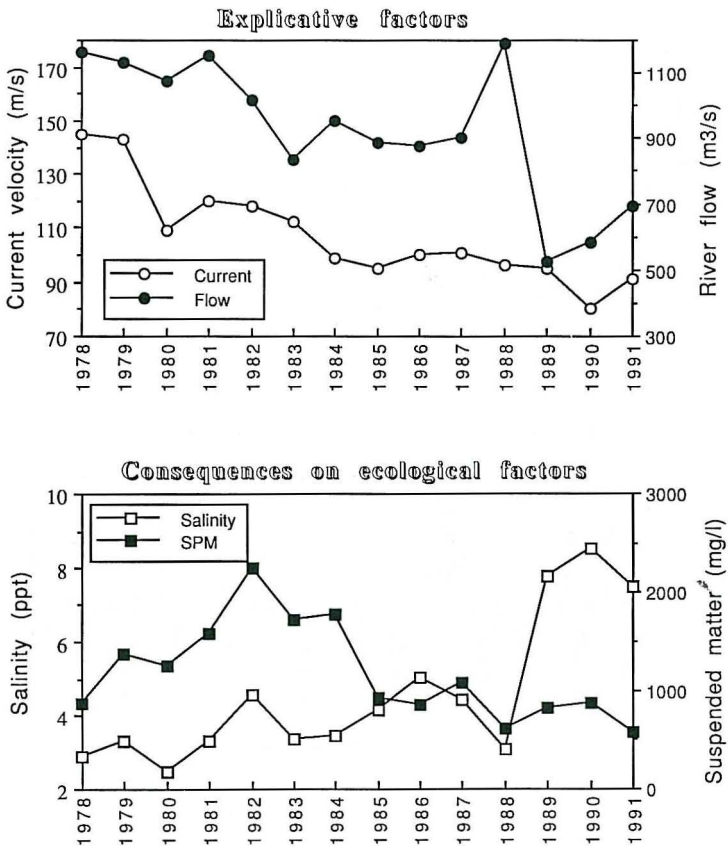 Explicative factors
Current velocity (m/s)
170
150
130
110
90
70
Current
Flow
1100
900
700
500
300
River flow (m3/s)
1978 1979 1980 1981 1982 1983 1984 1985 1986 1987 1988 1989 1990 1991
Consequences on ecological factors
Salinity (ppt)
10
8
6
4
2
Salinity
SPM
3000
2000
1000
0
Suspended matter (mg/l)
1978 1979 1980 1981 1982 1983 1984 1985 1986 1987 1988 1989 1990 1991